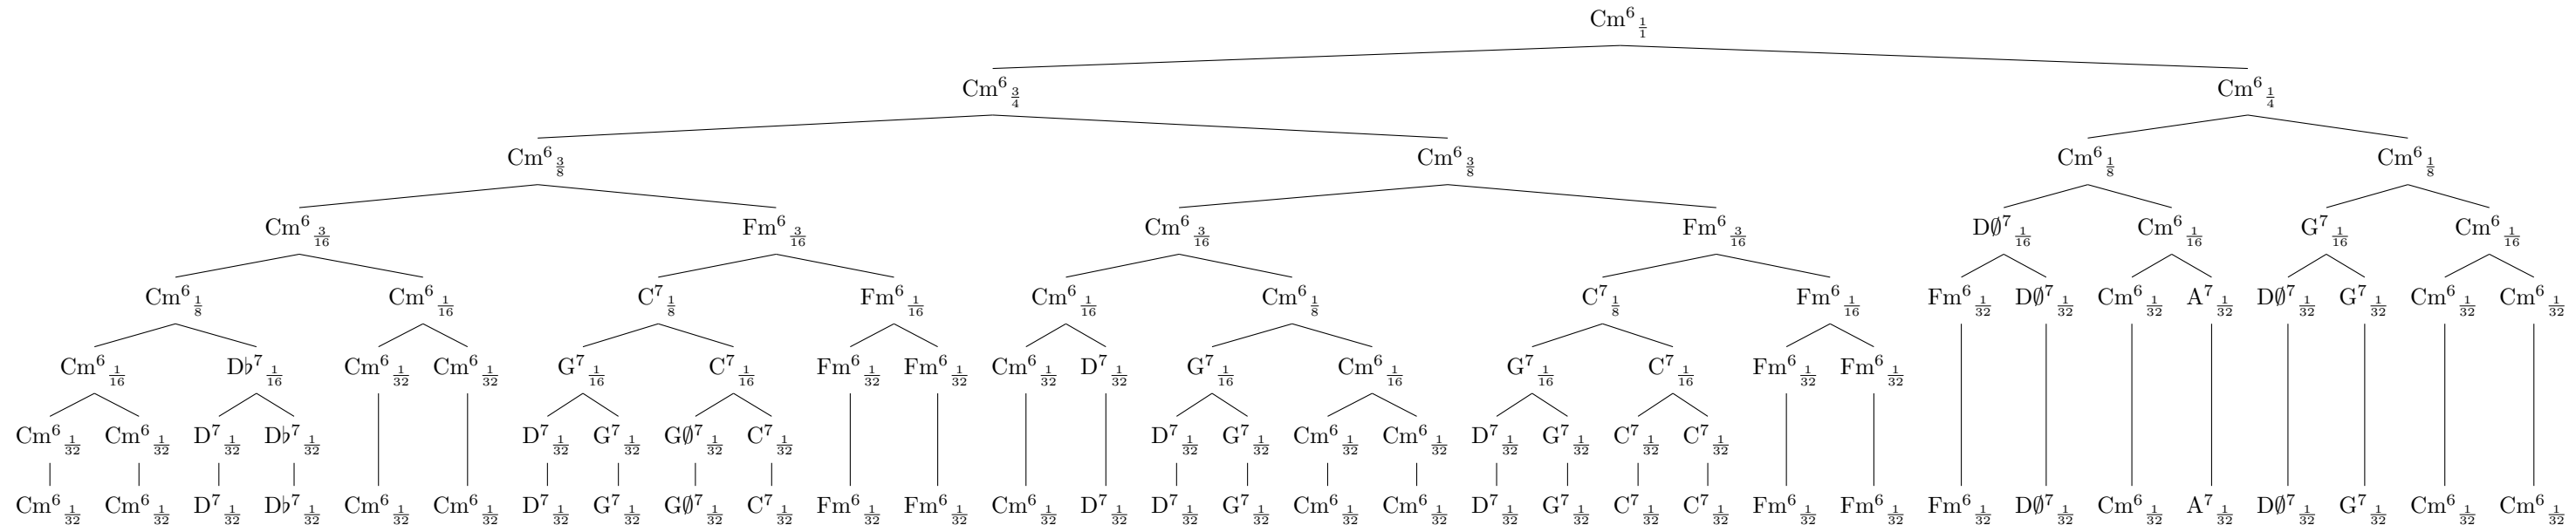 Cm⁶ 1/1
Cm⁶ 3/4 Cm⁶ 1/4
Cm⁶ 3/8 Cm⁶ 3/8 Cm⁶ 1/8 Cm⁶ 1/8
Cm⁶ 3/16 Fm⁶ 3/16 Cm⁶ 3/16 Fm⁶ 3/16 D∅⁷ 1/16 Cm⁶ 1/16 G⁷ 1/16 Cm⁶ 1/16
Cm⁶ 1/8 Cm⁶ 1/16 C⁷ 1/8 Fm⁶ 1/16 Cm⁶ 1/16 Cm⁶ 1/8 C⁷ 1/8 Fm⁶ 1/16 Fm⁶ 1/32 D∅⁷ 1/32 Cm⁶ 1/32 A⁷ 1/32 D∅⁷ 1/32 G⁷ 1/32 Cm⁶ 1/32 Cm⁶ 1/32
Cm⁶ 1/16 D♭⁷ 1/16 Cm⁶ 1/32 Cm⁶ 1/32 G⁷ 1/16 C⁷ 1/16 Fm⁶ 1/32 Fm⁶ 1/32 Cm⁶ 1/32 D⁷ 1/32 G⁷ 1/16 Cm⁶ 1/16 G⁷ 1/16 C⁷ 1/16 Fm⁶ 1/32 Fm⁶ 1/32
Cm⁶ 1/32 Cm⁶ 1/32 D⁷ 1/32 D♭⁷ 1/32 D⁷ 1/32 G⁷ 1/32 G∅⁷ 1/32 C⁷ 1/32 D⁷ 1/32 G⁷ 1/32 Cm⁶ 1/32 Cm⁶ 1/32 D⁷ 1/32 G⁷ 1/32 C⁷ 1/32 C⁷ 1/32
Cm⁶ 1/32 Cm⁶ 1/32 D⁷ 1/32 D♭⁷ 1/32 Cm⁶ 1/32 Cm⁶ 1/32 D⁷ 1/32 G⁷ 1/32 G∅⁷ 1/32 C⁷ 1/32 Fm⁶ 1/32 Fm⁶ 1/32 Cm⁶ 1/32 D⁷ 1/32 D⁷ 1/32 G⁷ 1/32 Cm⁶ 1/32 Cm⁶ 1/32 D⁷ 1/32 G⁷ 1/32 C⁷ 1/32 C⁷ 1/32 Fm⁶ 1/32 Fm⁶ 1/32 Fm⁶ 1/32 D∅⁷ 1/32 Cm⁶ 1/32 A⁷ 1/32 D∅⁷ 1/32 G⁷ 1/32 Cm⁶ 1/32 Cm⁶ 1/32